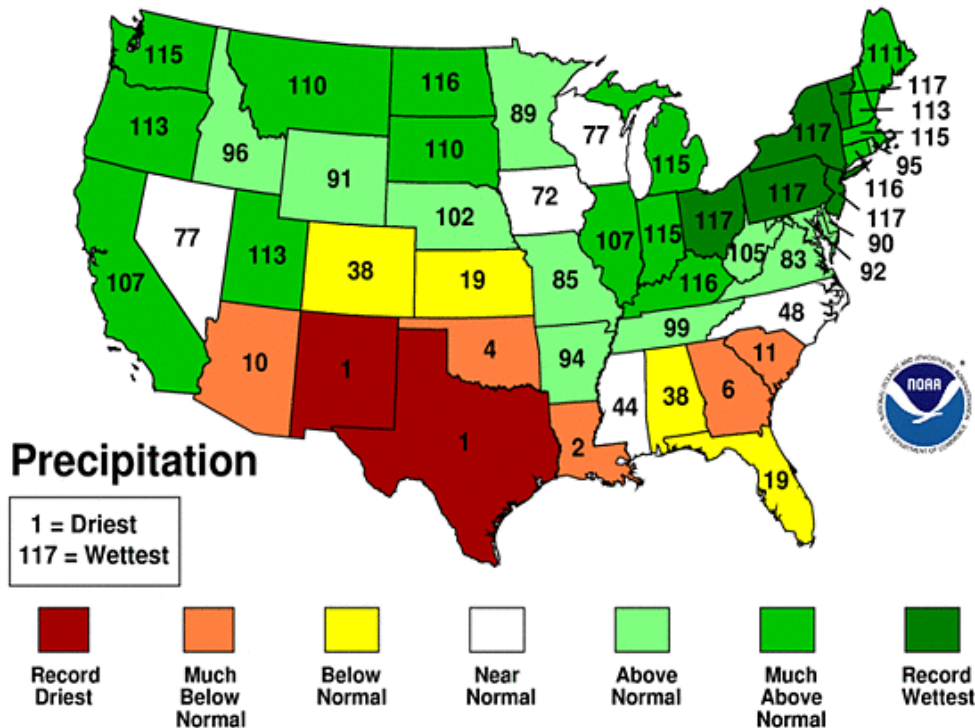 115
110
116
89
77
111
117
113
115
95
116
117
90
92
113
96
91
110
72
115
117
117
117
77
113
102
107
115
105
83
107
38
19
85
116
48
99
10
1
4
94
11
1
2
44
38
6
19
NOAA
Precipitation
1 = Driest
117 = Wettest
Record
Driest
Much
Below
Normal
Below
Normal
Near
Normal
Above
Normal
Much
Above
Normal
Record
Wettest